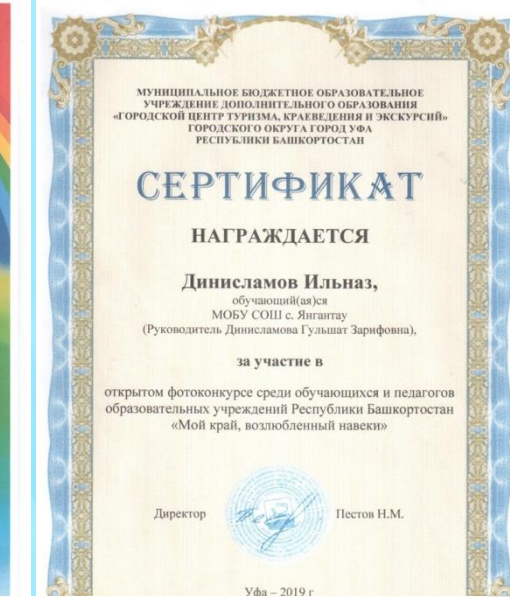 МУНИЦИПАЛЬНОЕ БЮДЖЕТНОЕ ОБРАЗОВАТЕЛЬНОЕ
УЧРЕЖДЕНИЕ ДОПОЛНИТЕЛЬНОГО ОБРАЗОВАНИЯ
«ГОРОДСКОЙ ЦЕНТР ТУРИЗМА, КРАЕВЕДЕНИЯ И ЭКСКУРСИЙ»
ГОРОДСКОГО ОКРУГА ГОРОД УФА
РЕСПУБЛИКИ БАШКОРТОСТАН
СЕРТИФИКАТ
НАГРАЖДАЕТСЯ
Динисламов Ильназ,
обучающий(ая)ся
МОБУ СОШ с. Янгантау
(Руководитель Динисламова Гульшат Зарифовна),
за участие в
открытом фотоконкурсе среди обучающихся и педагогов
образовательных учреждений Республики Башкортостан
«Мой край, возлюбленный навеки»
Директор Пестов Н.М.
Уфа – 2019 г